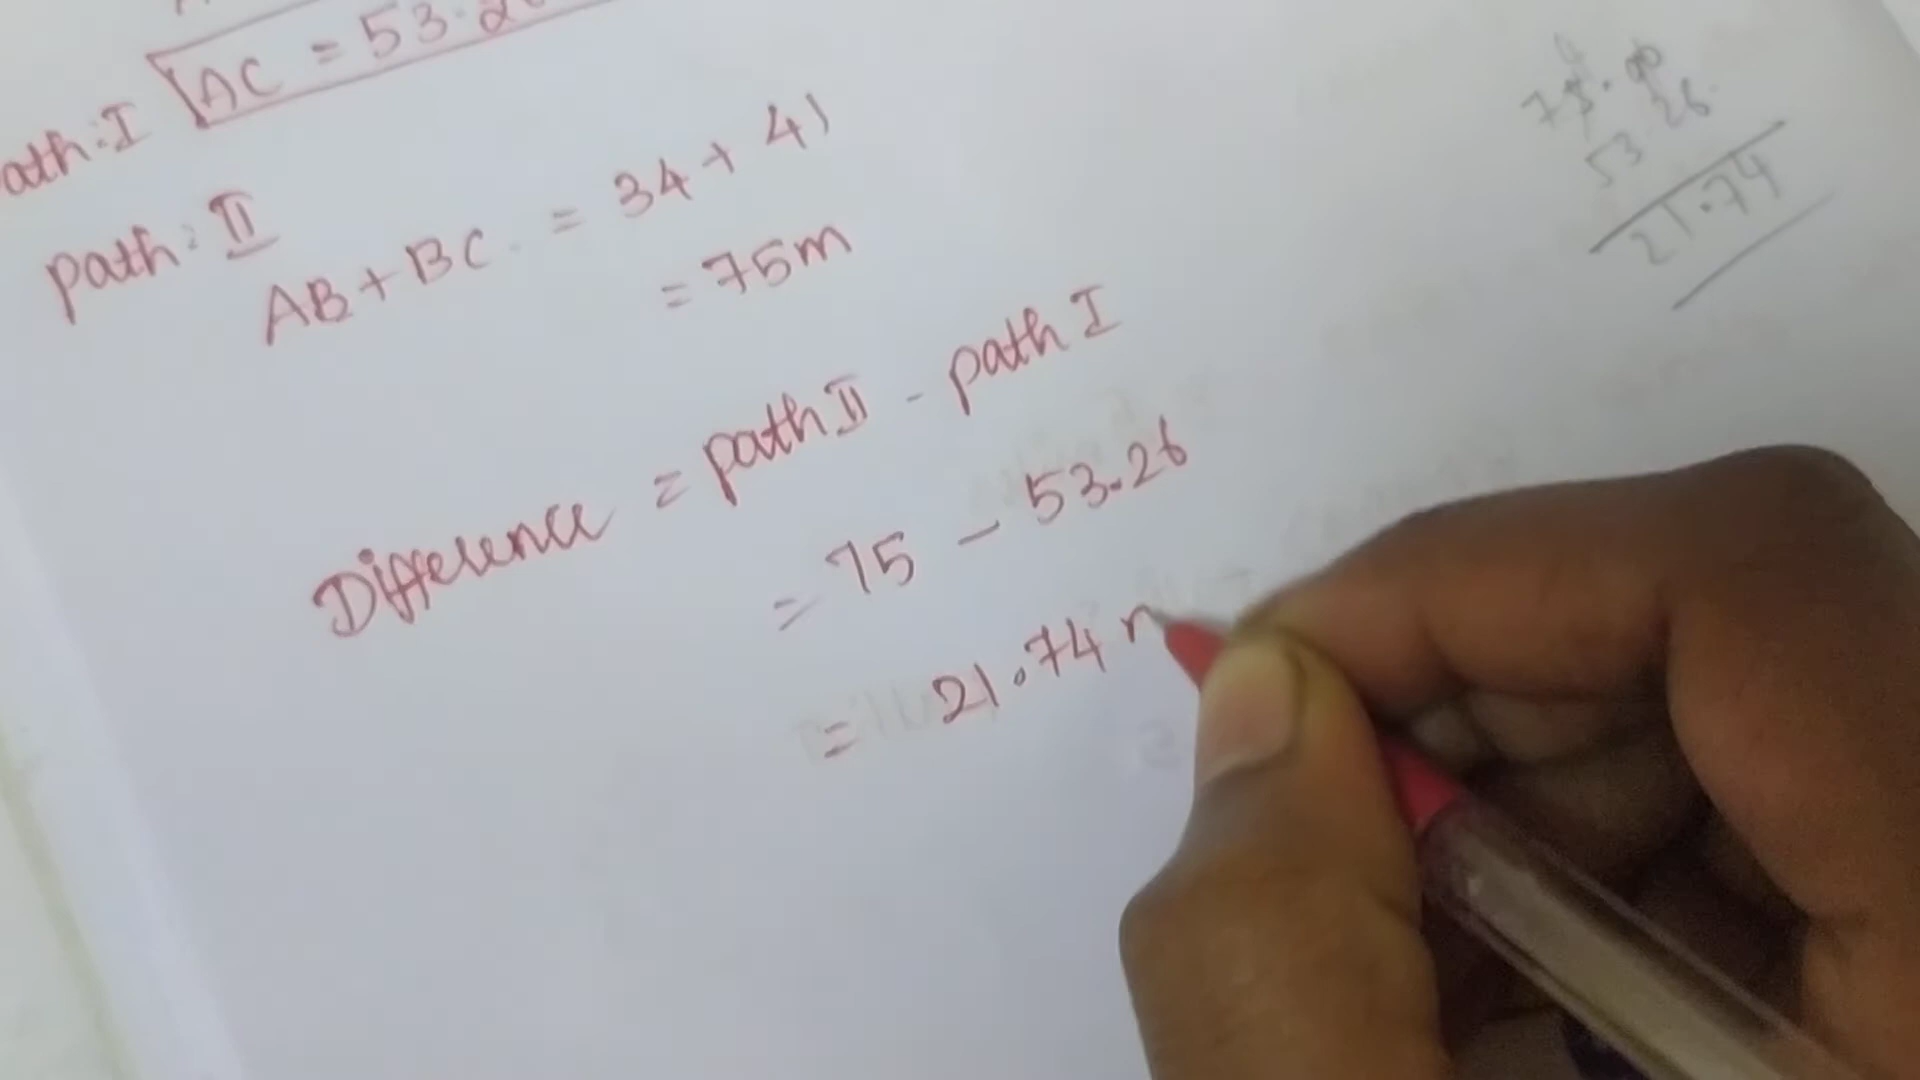 AC = 53.2
ath: I
path: II
AB + BC = 34 + 41
= 75m
Difference = path II - path I
= 75 - 53.26
= 21.74
75.00
53.26
21.74